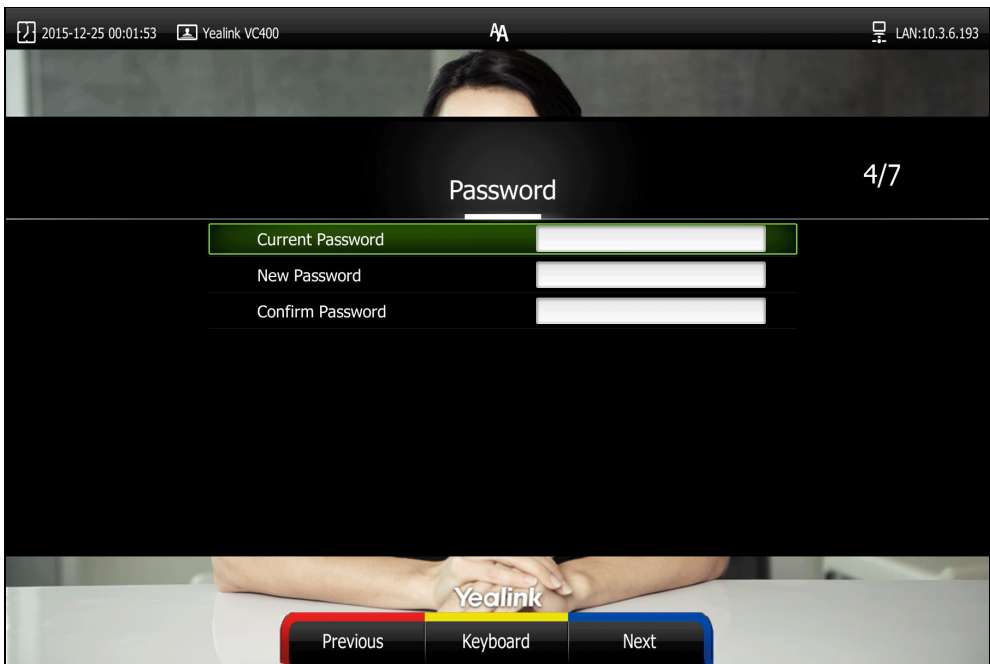 2015-12-25 00:01:53 Yealink VC400 AA LAN:10.3.6.193
4/7
Password
Current Password
New Password
Confirm Password
Yealink
Previous Keyboard Next